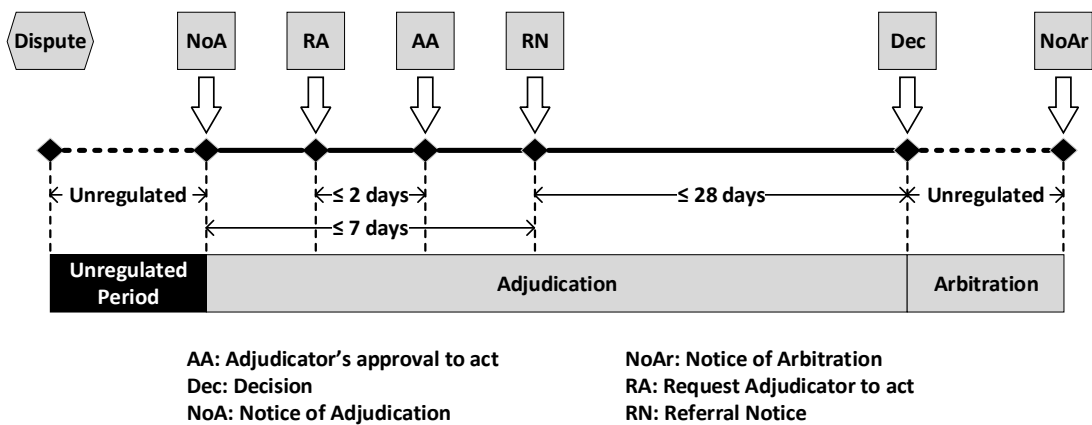 Dispute
NoA
RA
AA
RN
Dec
NoAr
Unregulated
≤ 2 days
≤ 28 days
Unregulated
≤ 7 days
Unregulated
Period
Adjudication
Arbitration
AA: Adjudicator’s approval to act
Dec: Decision
NoA: Notice of Adjudication
NoAr: Notice of Arbitration
RA: Request Adjudicator to act
RN: Referral Notice